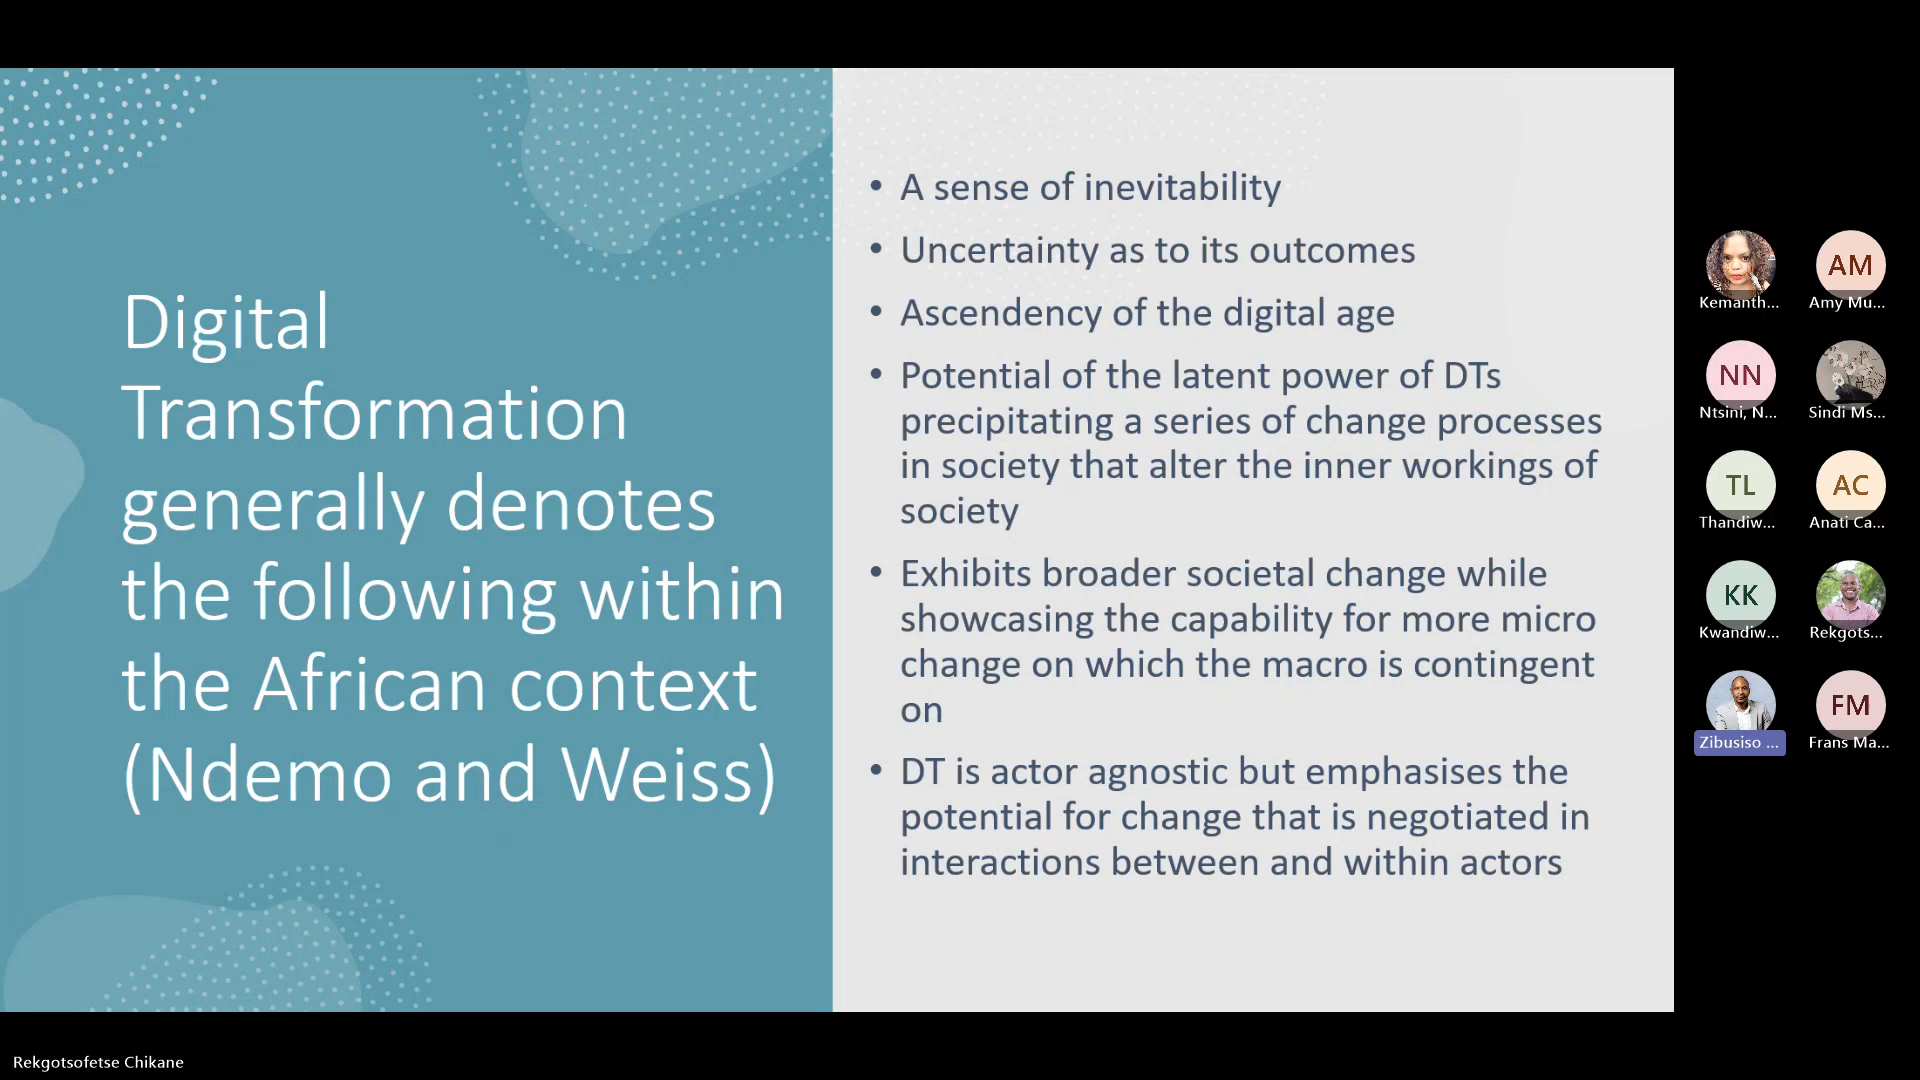 Digital
Transformation
generally denotes
the following within
the African context
(Ndemo and Weiss)
• A sense of inevitability
• Uncertainty as to its outcomes
• Ascendency of the digital age
• Potential of the latent power of DTs
precipitating a series of change processes
in society that alter the inner workings of
society
• Exhibits broader societal change while
showcasing the capability for more micro
change on which the macro is contingent
on
• DT is actor agnostic but emphasises the
potential for change that is negotiated in
interactions between and within actors
Kemanth...
AM
Amy Mu...
NN
Ntsini, N...
Sindi Ms...
TL
Thandiw...
AC
Anati Ca...
KK
Kwandiw...
Rekgots...
Zibusiso ...
FM
Frans Ma...
Rekgotsofetse Chikane